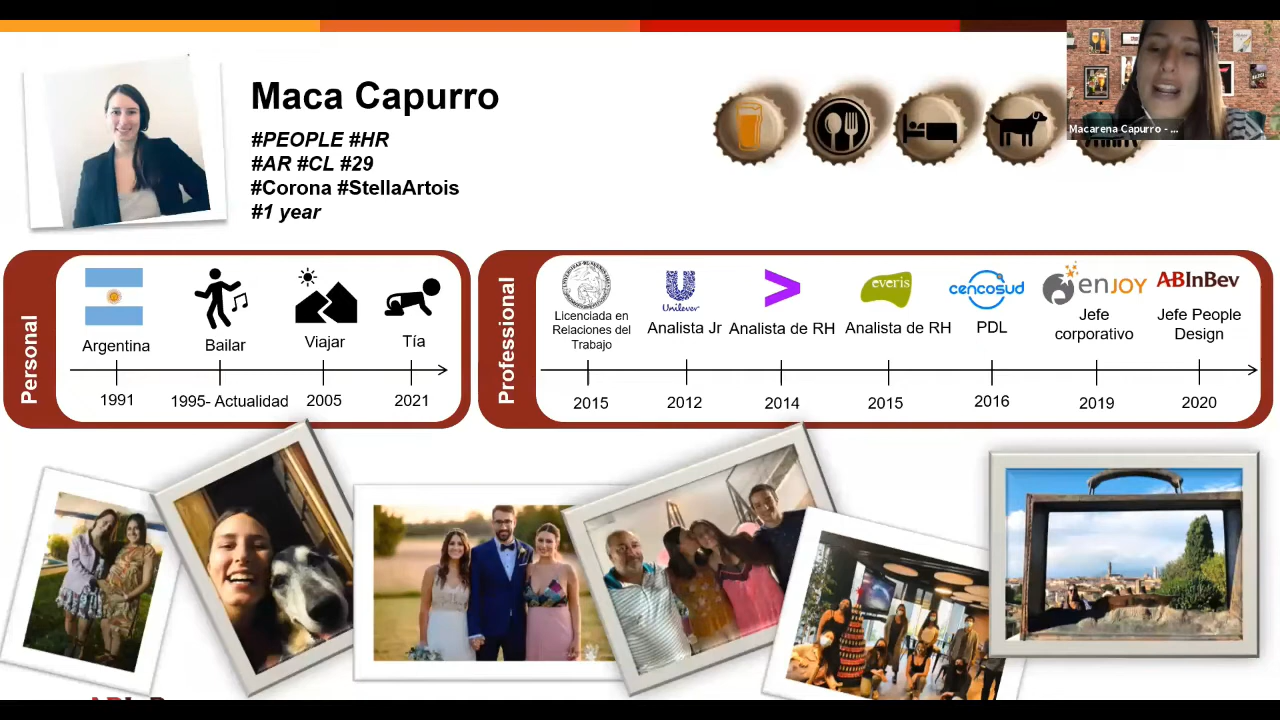 Maca Capurro
#PEOPLE #HR
#AR #CL #29
#Corona #StellaArtois
#1 year
Macarena Capurro - ...
Personal
Argentina
Bailar
Viajar
Tía
1991
1995- Actualidad
2005
2021
Professional
Unilever
everis
cencosud
enJOY
ABInBev
Licenciada en
Relaciones del
Trabajo
Analista Jr
Analista de RH
Analista de RH
PDL
Jefe
corporativo
Jefe People
Design
2015
2012
2014
2015
2016
2019
2020